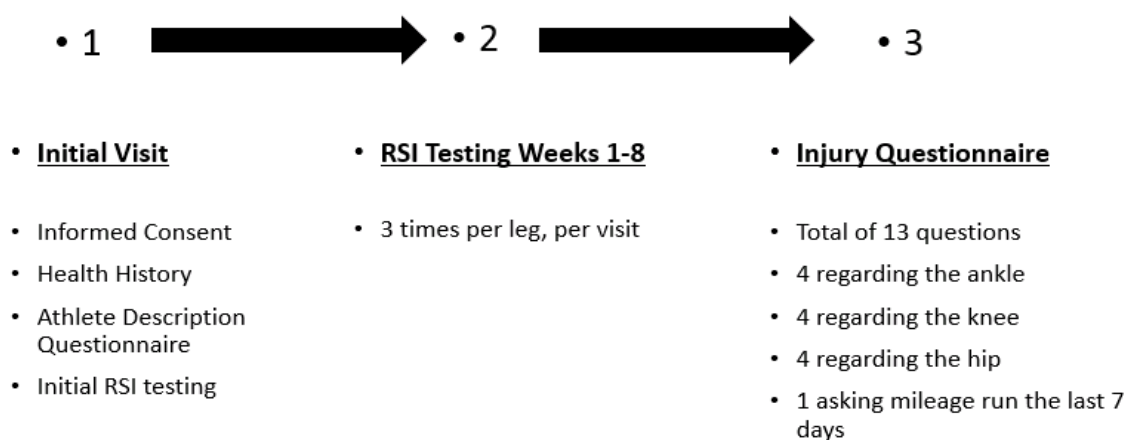 • 1
• 2
• 3
• Initial Visit
• Informed Consent
• Health History
• Athlete Description
Questionnaire
• Initial RSI testing
• RSI Testing Weeks 1-8
• 3 times per leg, per visit
• Injury Questionnaire
• Total of 13 questions
• 4 regarding the ankle
• 4 regarding the knee
• 4 regarding the hip
• 1 asking mileage run the last 7
days